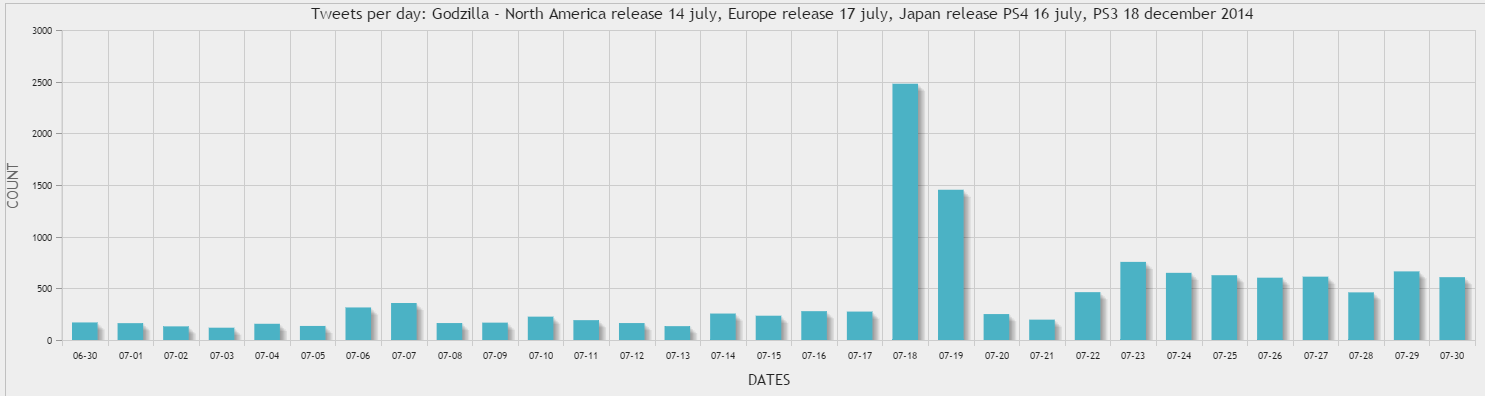 Tweets per day: Godzilla - North America release 14 july, Europe release 17 july, Japan release PS4 16 july, PS3 18 december 2014
3000
2500
2000
1500
1000
500
0
COUNT
06-30 07-01 07-02 07-03 07-04 07-05 07-06 07-07 07-08 07-09 07-10 07-11 07-12 07-13 07-14 07-15 07-16 07-17 07-18 07-19 07-20 07-21 07-22 07-23 07-24 07-25 07-26 07-27 07-28 07-29 07-30
DATES